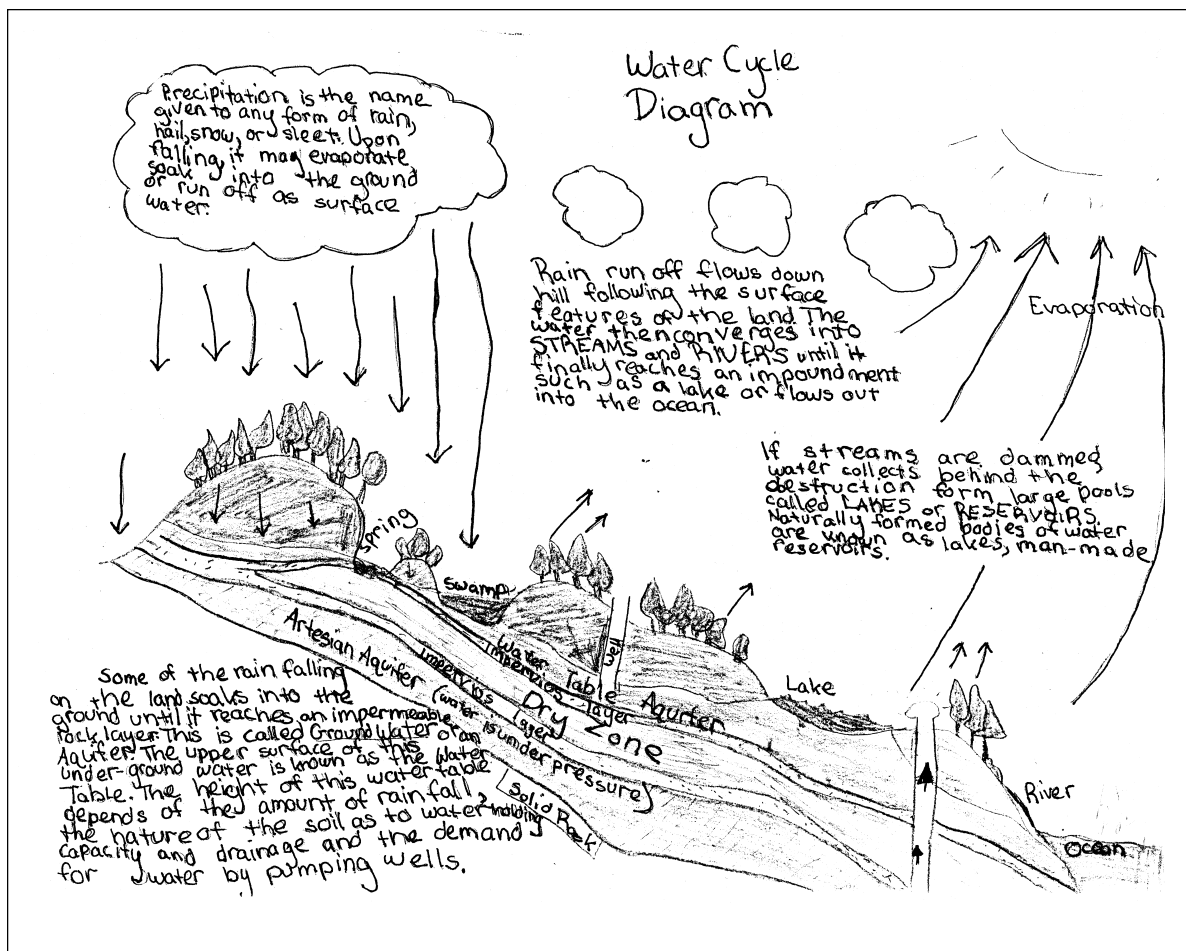 Water Cycle
Diagram
Precipitation is the name
given to any form of rain,
hail, snow, or sleet. Upon
falling, it may evaporate
soak into the ground
or run off as surface
water.
Rain run off flows down
hill following the surface
features of the land. The
water then converges into
STREAMS and RIVERS until it
finally reaches an impoundment
such as a lake or flows out
into the ocean.
Evaporation
If streams are dammed,
water collects behind the
destruction form large pools
called LAKES or RESERVOIRS.
Naturally formed bodies of water
are known as lakes, man-made
reservoirs.
Spring
Swamp
Well
Water Table Aquifer
Impervios layer
Dry Zone
Impervios layer
Artesian Aquifer (water is under pressure)
Solid Rock
Lake
River
Ocean
Some of the rain falling
on the land soaks into the
ground until it reaches an impermeable
rock layer. This is called Groundwater or an
Aquifer. The upper surface of this
under-ground water is known as the Water
Table. The height of this water table
depends of the amount of rainfall,
the nature of the soil as to water holding
capacity and drainage and the demand
for water by pumping wells.